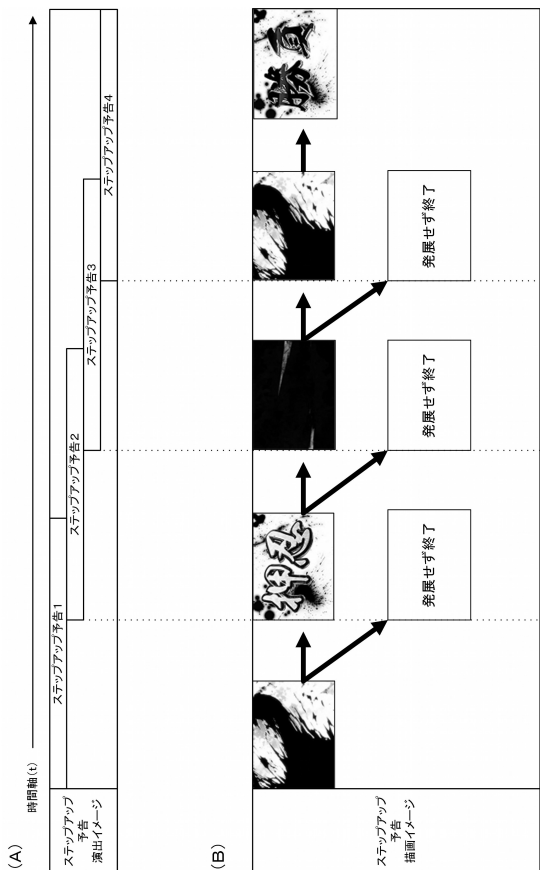 (A)
時間軸(t)
ステップアップ
予告
演出イメージ
ステップアップ予告1
ステップアップ予告2
ステップアップ予告3
ステップアップ予告4
(B)
ステップアップ
予告
描画イメージ
押忍
勝負
発展せず終了
発展せず終了
発展せず終了